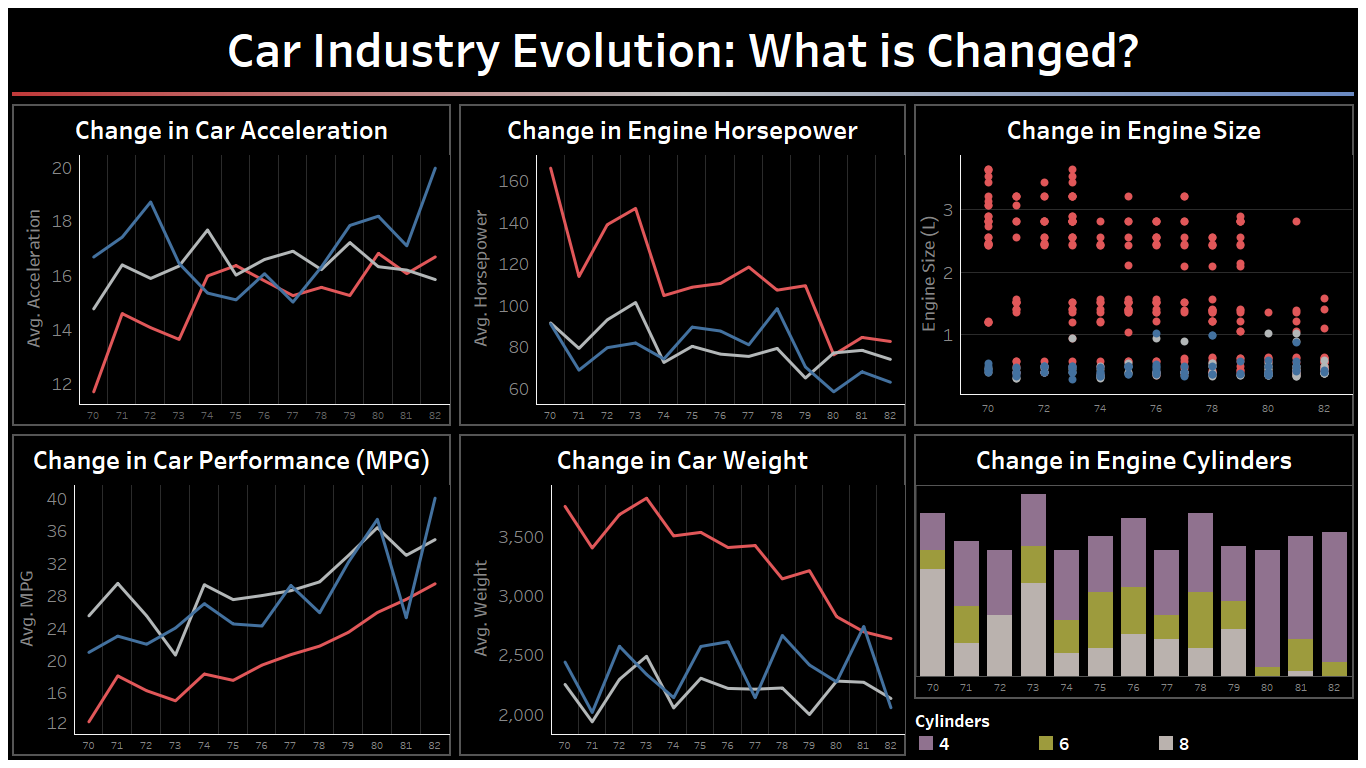 Car Industry Evolution: What is Changed?
Change in Car Acceleration
Avg. Acceleration
20
18
16
14
12
70 71 72 73 74 75 76 77 78 79 80 81 82
Change in Engine Horsepower
Avg. Horsepower
160
140
120
100
80
60
70 71 72 73 74 75 76 77 78 79 80 81 82
Change in Engine Size
Engine Size (L)
3
2
1
70 72 74 76 78 80 82
Change in Car Performance (MPG)
Avg. MPG
40
36
32
28
24
20
16
12
70 71 72 73 74 75 76 77 78 79 80 81 82
Change in Car Weight
Avg. Weight
3,500
3,000
2,500
2,000
70 71 72 73 74 75 76 77 78 79 80 81 82
Change in Engine Cylinders
70 71 72 73 74 75 76 77 78 79 80 81 82
Cylinders
4 6 8